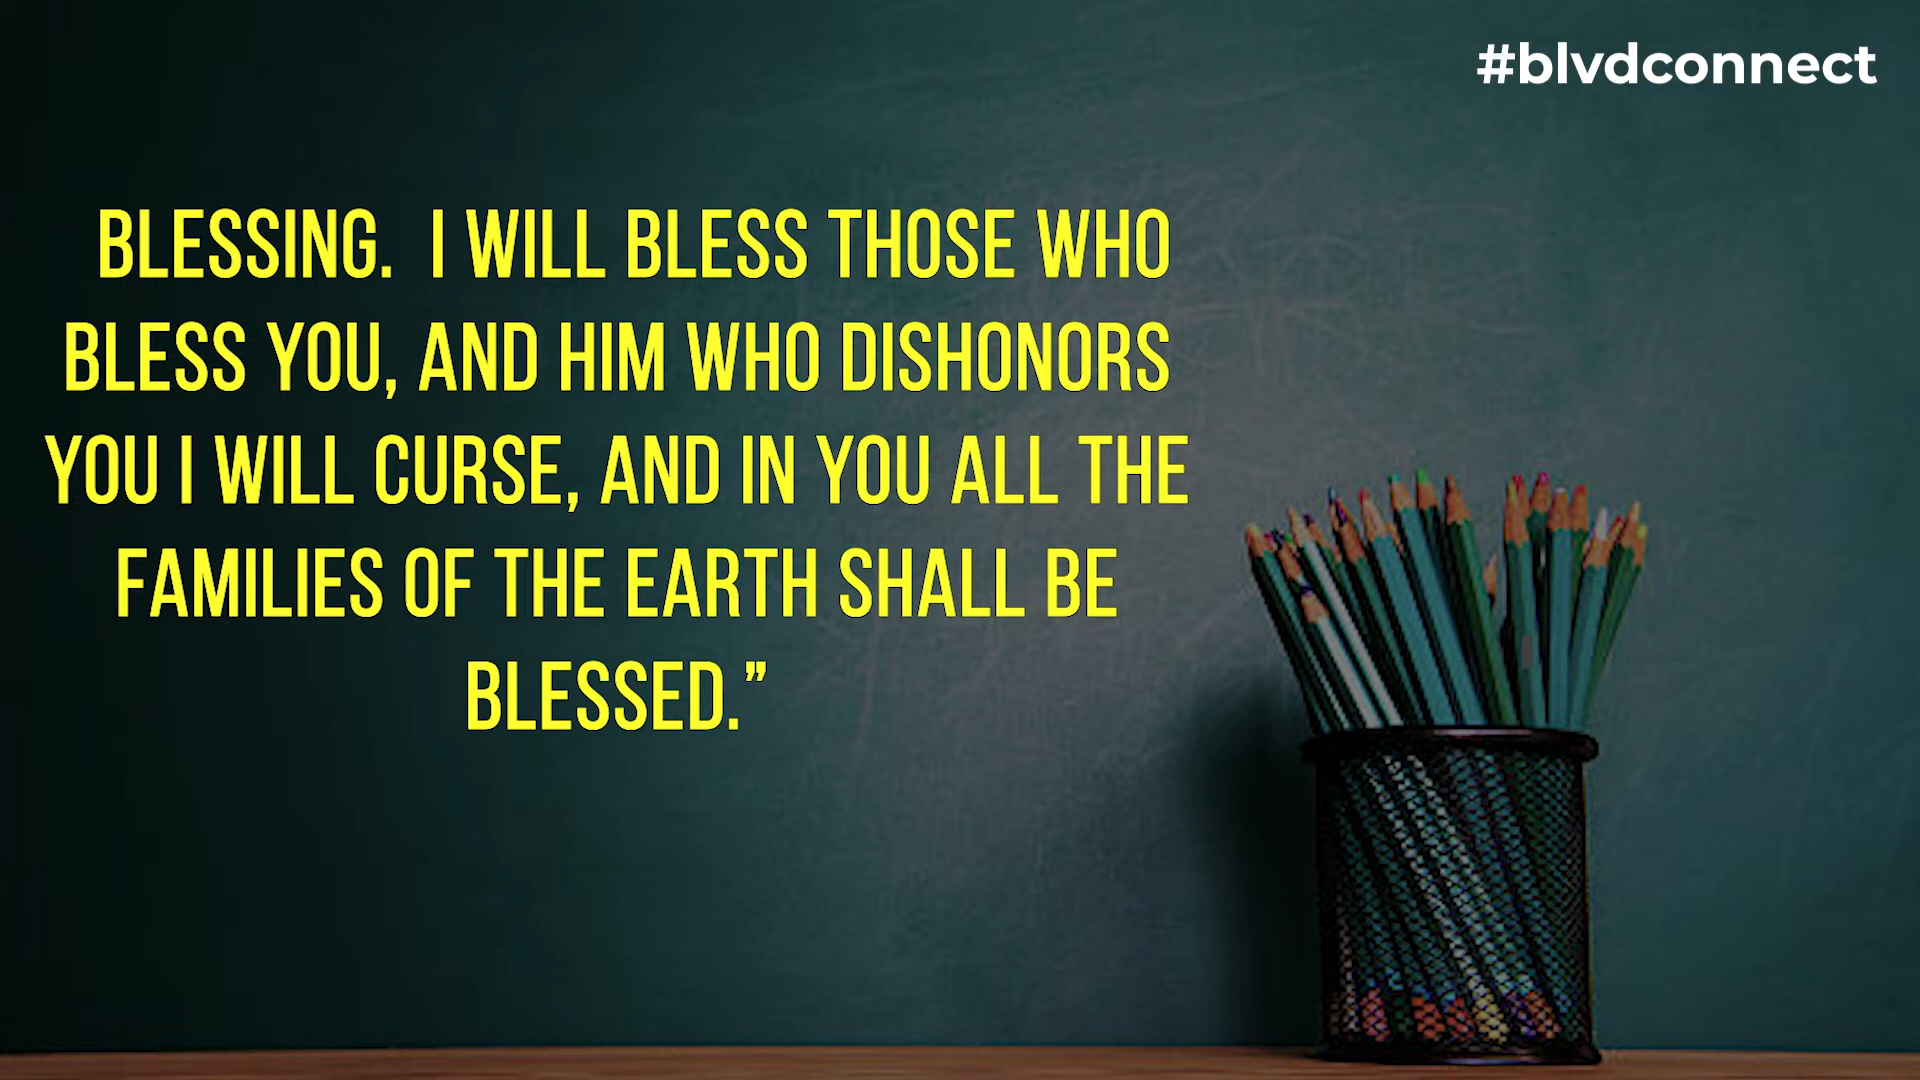 #blvdconnect
BLESSING.  I WILL BLESS THOSE WHO
BLESS YOU, AND HIM WHO DISHONORS
YOU I WILL CURSE, AND IN YOU ALL THE
FAMILIES OF THE EARTH SHALL BE
BLESSED.”